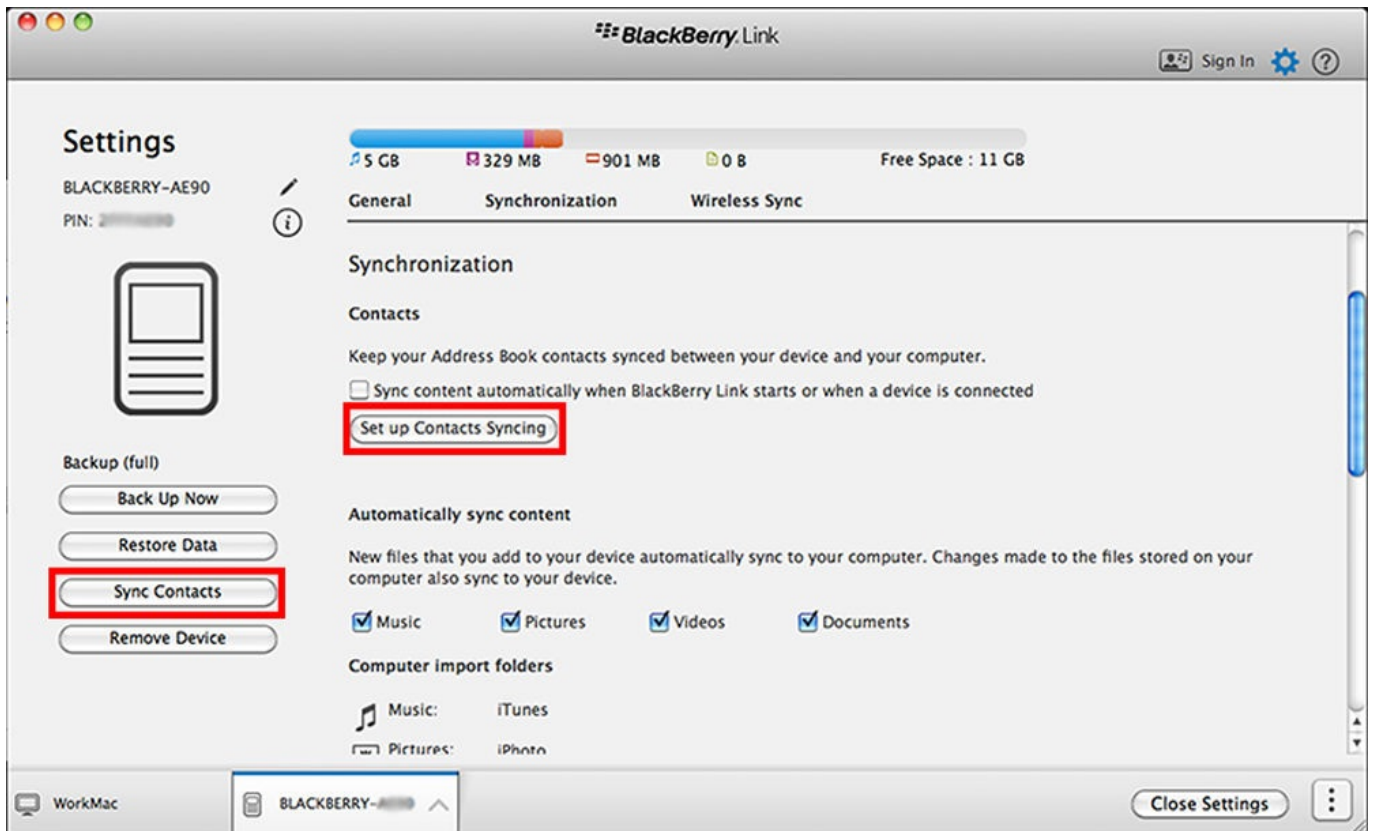 BlackBerry. Link
Sign In
Settings
BLACKBERRY-AE90
PIN:
5 GB 329 MB 901 MB 0 B Free Space : 11 GB
General Synchronization Wireless Sync
Synchronization
Contacts
Keep your Address Book contacts synced between your device and your computer.
Sync content automatically when BlackBerry Link starts or when a device is connected
Set up Contacts Syncing
Backup (full)
Back Up Now
Restore Data
Sync Contacts
Remove Device
Automatically sync content
New files that you add to your device automatically sync to your computer. Changes made to the files stored on your
computer also sync to your device.
Music Pictures Videos Documents
Computer import folders
Music: iTunes
Pictures: iPhoto
WorkMac
BLACKBERRY-
Close Settings